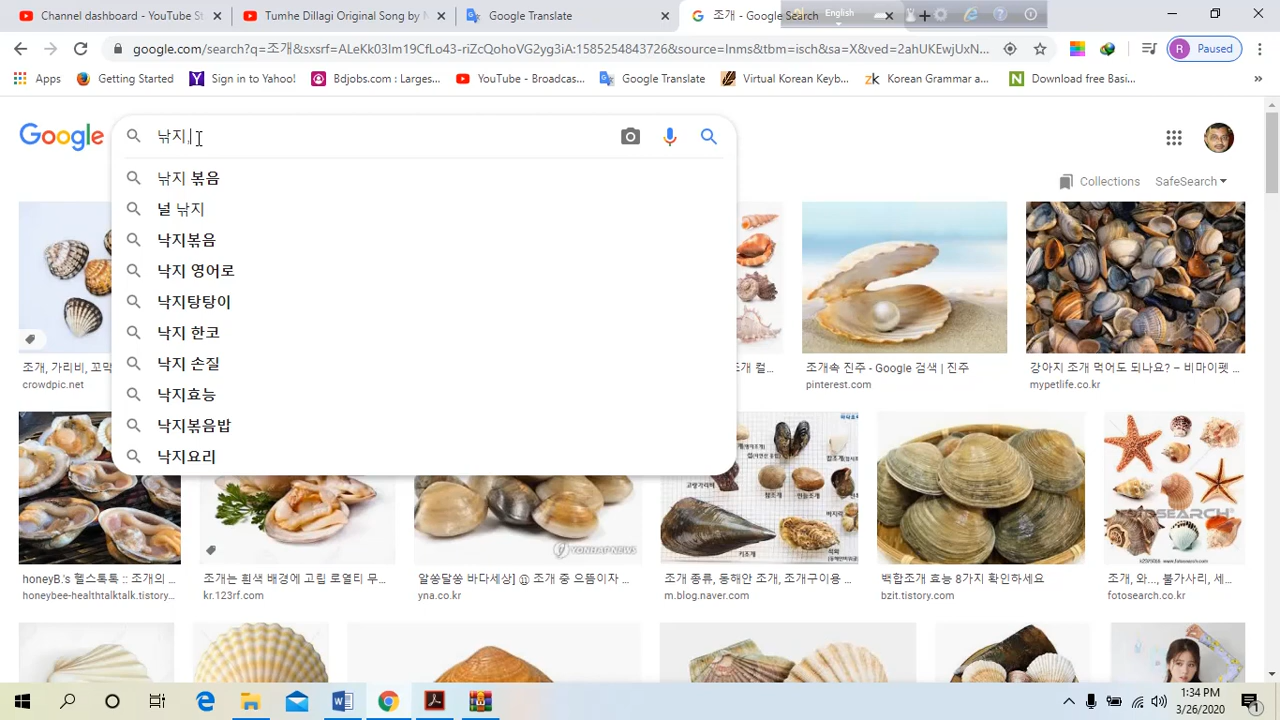 Channel dashboard - YouTube S
Tumhe Dillagi Original Song by N
Google Translate
조개 - Google Search
English
google.com/search?q=조개&sxsrf=ALeKk03Im19CfLo43-riZcQohoVG2yg3iA:1585254843726&source=lnms&tbm=isch&sa=X&ved=2ahUKEwjUxN...
R Paused
Apps
Getting Started
Sign in to Yahoo!
Bdjobs.com : Larges...
YouTube - Broadcas...
Google Translate
Virtual Korean Keyb...
Korean Grammar a...
Download free Basi...
Google
낚지
Collections
SafeSearch
낚지 볶음
널 낚지
낙지볶음
낙지 영어로
낙지탕탕이
낙지 한코
낙지 손질
낙지효능
낙지볶음밥
낙지요리
조개, 가리비, 꼬막
crowdpic.net
조개 컬...
조개속 진주 - Google 검색 | 진주
pinterest.com
강아지 조개 먹어도 되나요? – 비마이펫 ...
mypetlife.co.kr
honeyB.'s 헬스톡톡 :: 조개의 ...
honeybee-healthtalktalk.tistory...
조개는 흰색 배경에 고립 로열티 무...
kr.123rf.com
YONHAP NEWS
알쏭달쏭 바다세상] @ 조개 중 으뜸이자 ...
yna.co.kr
키조개
조개 종류, 동해안 조개, 조개구이용 ...
m.blog.naver.com
백합조개 효능 8가지 확인하세요
bzit.tistory.com
FOTOSEARCH
조개, 와..., 불가사리, 세...
fotosearch.co.kr
1:34 PM
3/26/2020
1